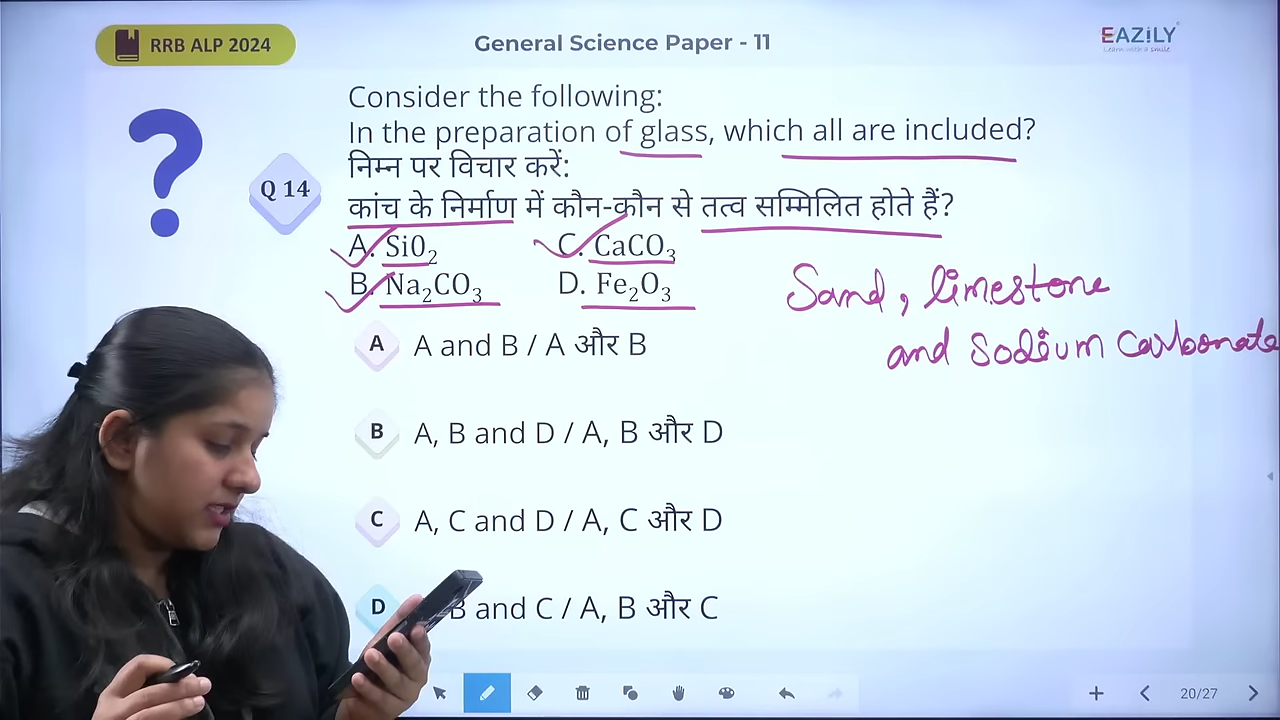 RRB ALP 2024
General Science Paper - 11
EAZiLY
Learn with a smile
Consider the following:
In the preparation of glass, which all are included?
निम्न पर विचार करें:
Q 14
कांच के निर्माण में कौन-कौन से तत्व सम्मिलित होते हैं?
A. SiO₂ C. CaCO₃
B. Na₂CO₃ D. Fe₂O₃
Sand, limestone
and Sodium Carbonate
A A and B / A और B
B A, B and D / A, B और D
C A, C and D / A, C और D
D B and C / A, B और C
20/27